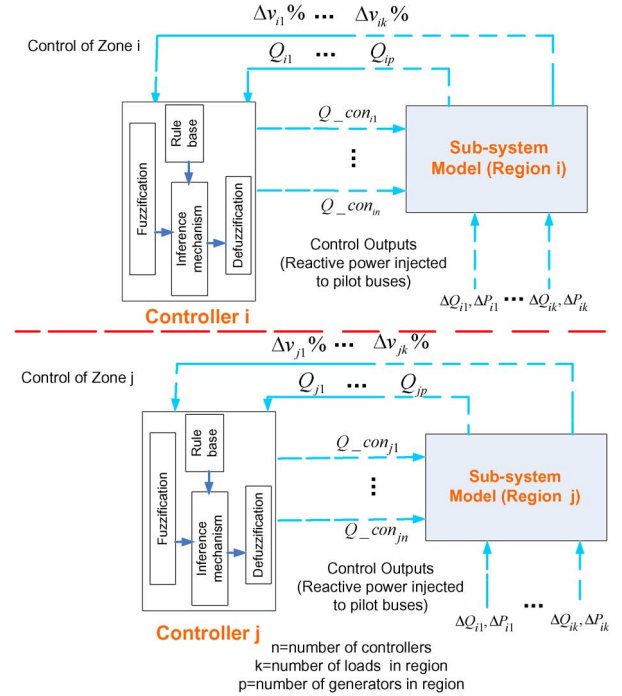 Δv_i1% ... Δv_ik%
Control of Zone i
Q_i1 ... Q_ip
Fuzzification
Rule
base
Inference
mechanism
Defuzzification
Q_con_i1
⋮
Q_con_in
Sub-system
Model (Region i)
Control Outputs
(Reactive power injected
to pilot buses)
ΔQ_i1, ΔP_i1 ... ΔQ_ik, ΔP_ik
Controller i
Δv_j1% ... Δv_jk%
Control of Zone j
Q_j1 ... Q_jp
Fuzzification
Rule
base
Inference
mechanism
Defuzzification
Q_con_j1
⋮
Q_con_jn
Sub-system
Model (Region j)
Control Outputs
(Reactive power injected
to pilot buses)
ΔQ_i1, ΔP_i1 ... ΔQ_ik, ΔP_ik
Controller j
n=number of controllers
k=number of loads in region
p=number of generators in region